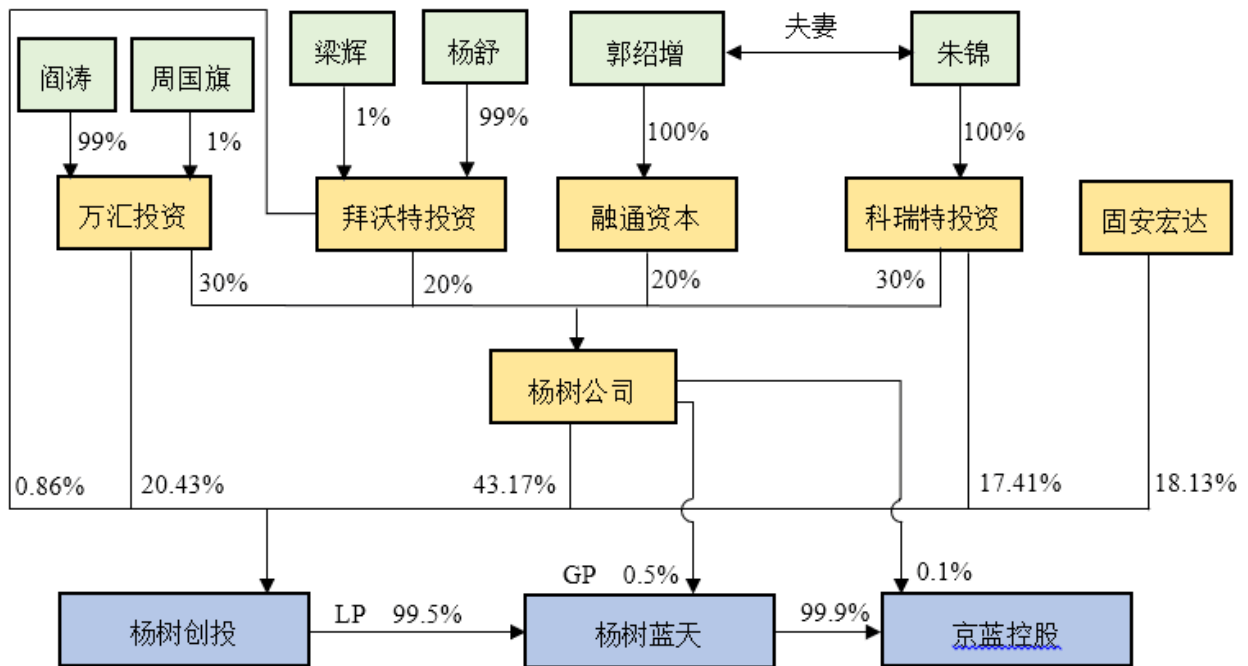 夫妻
阎涛
周国旗
梁辉
杨舒
郭绍增
朱锦
99%
1%
1%
99%
100%
100%
万汇投资
拜沃特投资
融通资本
科瑞特投资
固安宏达
30%
20%
20%
30%
杨树公司
0.86%
20.43%
43.17%
17.41%
18.13%
GP 0.5%
0.1%
杨树创投
LP 99.5%
杨树蓝天
99.9%
京蓝控股